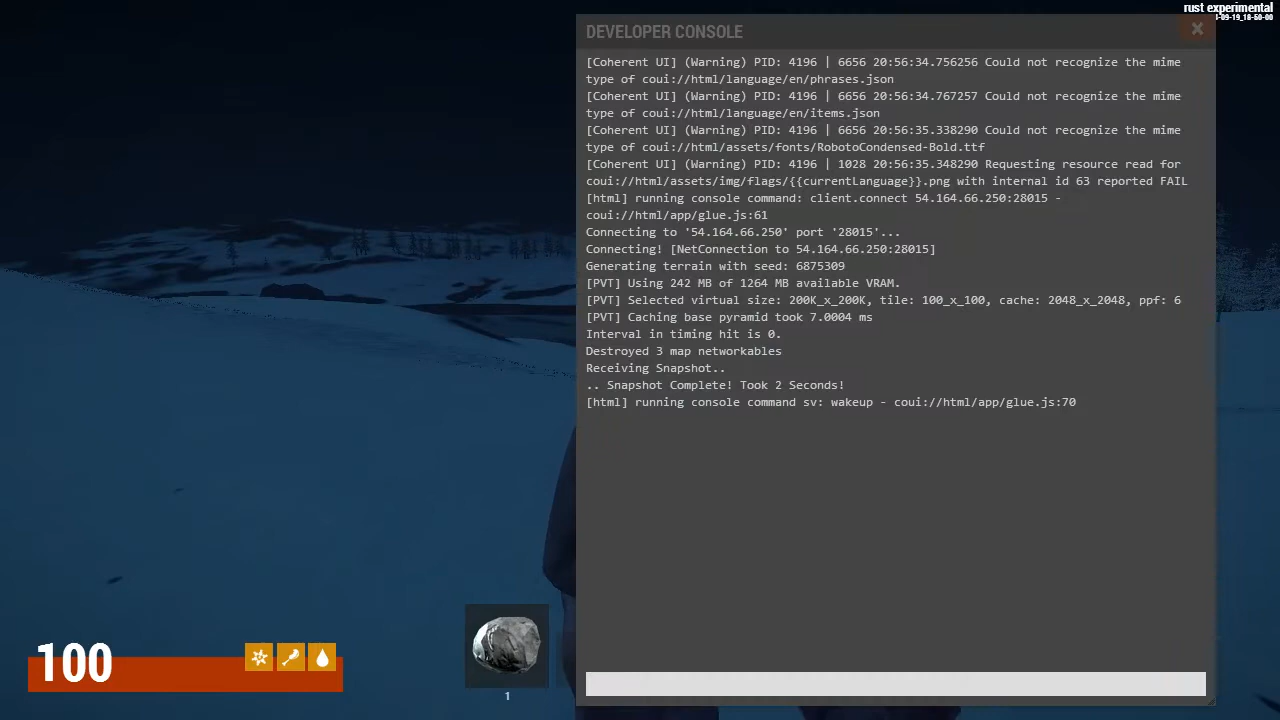 rust experimental
DEVELOPER CONSOLE
[Coherent UI] (Warning) PID: 4196 | 6656 20:56:34.756256 Could not recognize the mime
type of coui://html/language/en/phrases.json
[Coherent UI] (Warning) PID: 4196 | 6656 20:56:34.767257 Could not recognize the mime
type of coui://html/language/en/items.json
[Coherent UI] (Warning) PID: 4196 | 6656 20:56:35.338290 Could not recognize the mime
type of coui://html/assets/fonts/RobotoCondensed-Bold.ttf
[Coherent UI] (Warning) PID: 4196 | 1028 20:56:35.348290 Requesting resource read for
coui://html/assets/img/flags/{{currentLanguage}}.png with internal id 63 reported FAIL
[html] running console command: client.connect 54.164.66.250:28015 -
coui://html/app/glue.js:61
Connecting to '54.164.66.250' port '28015'...
Connecting! [NetConnection to 54.164.66.250:28015]
Generating terrain with seed: 6875309
[PVT] Using 242 MB of 1264 MB available VRAM.
[PVT] Selected virtual size: 200K_x_200K, tile: 100_x_100, cache: 2048_x_2048, ppf: 6
[PVT] Caching base pyramid took 7.0004 ms
Interval in timing hit is 0.
Destroyed 3 map networkables
Receiving Snapshot..
.. Snapshot Complete! Took 2 Seconds!
[html] running console command sv: wakeup - coui://html/app/glue.js:70
100
1